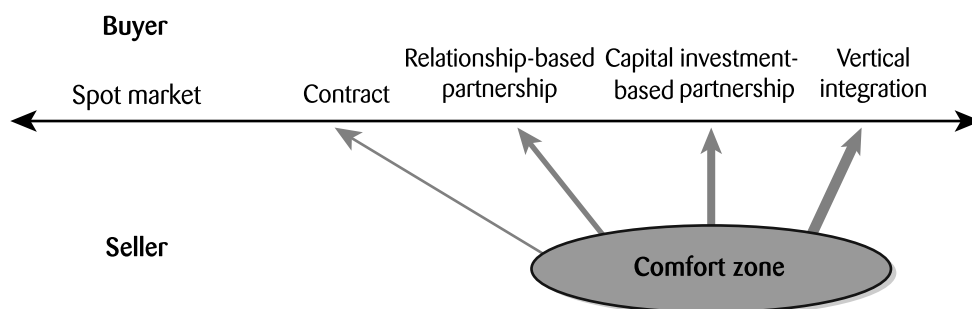 Buyer
Spot market
Contract
Relationship-based
partnership
Capital investment-
based partnership
Vertical
integration
Seller
Comfort zone